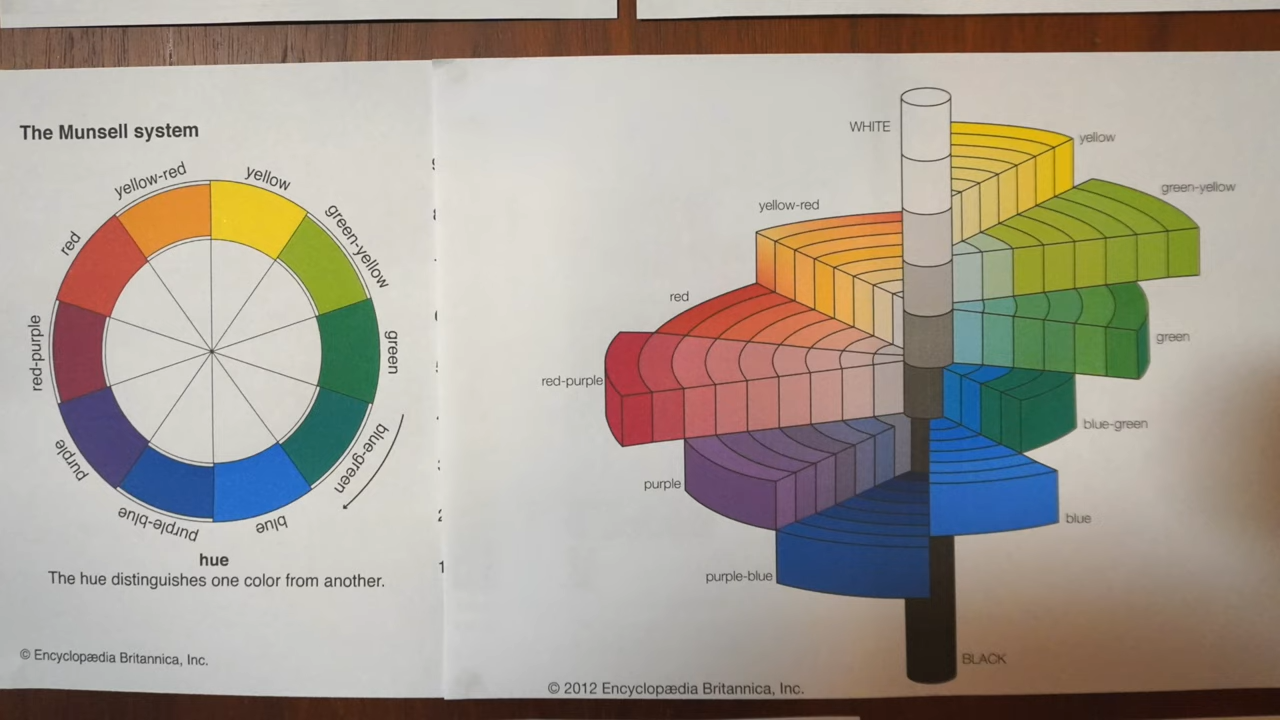 The Munsell system
yellow-red
yellow
green-yellow
red
green
red-purple
blue-green
purple
purple-blue
blue
hue
The hue distinguishes one color from another.
© Encyclopædia Britannica, Inc.
WHITE
yellow
green-yellow
yellow-red
red
green
red-purple
blue-green
purple
blue
purple-blue
BLACK
© 2012 Encyclopædia Britannica, Inc.